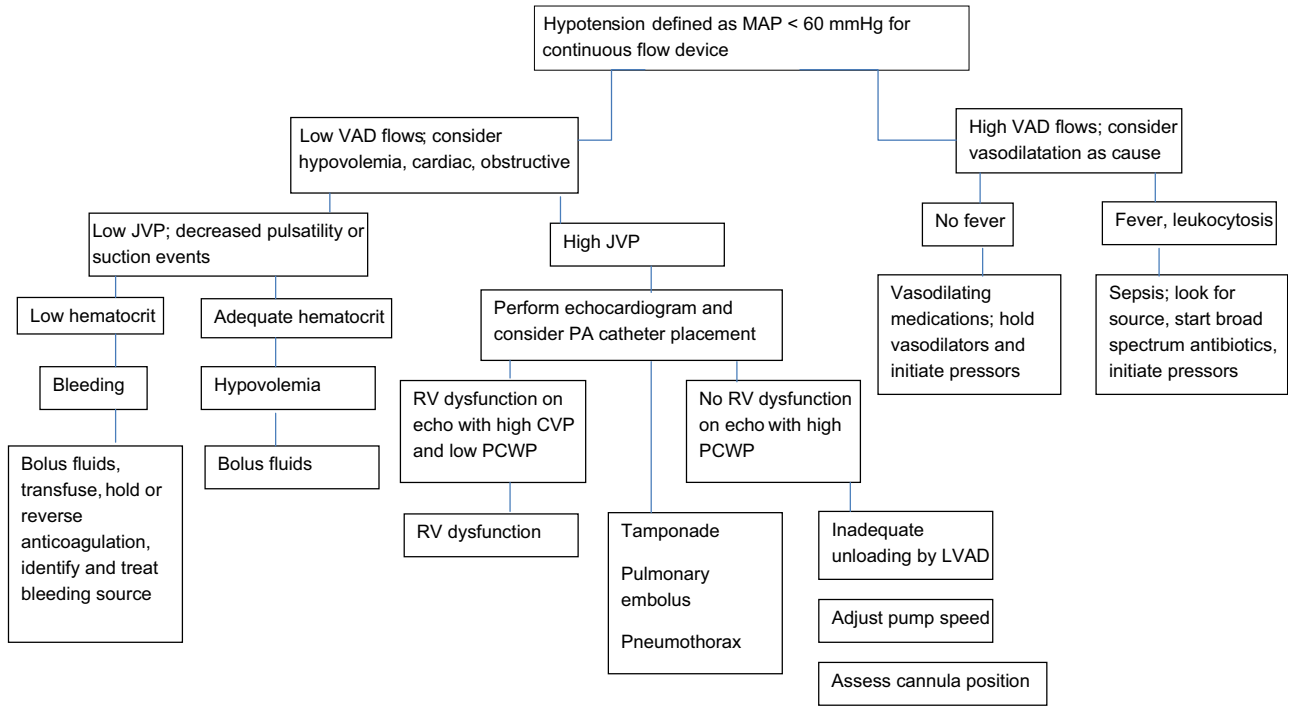 Hypotension defined as MAP < 60 mmHg for
continuous flow device
Low VAD flows; consider
hypovolemia, cardiac, obstructive
High VAD flows; consider
vasodilatation as cause
Low JVP; decreased pulsatility or
suction events
High JVP
No fever
Fever, leukocytosis
Low hematocrit
Adequate hematocrit
Perform echocardiogram and
consider PA catheter placement
Vasodilating
medications; hold
vasodilators and
initiate pressors
Sepsis; look for
source, start broad
spectrum antibiotics,
initiate pressors
Bleeding
Hypovolemia
RV dysfunction on
echo with high CVP
and low PCWP
No RV dysfunction
on echo with high
PCWP
Bolus fluids,
transfuse, hold or
reverse
anticoagulation,
identify and treat
bleeding source
Bolus fluids
RV dysfunction
Tamponade
Pulmonary
embolus
Pneumothorax
Inadequate
unloading by LVAD
Adjust pump speed
Assess cannula position